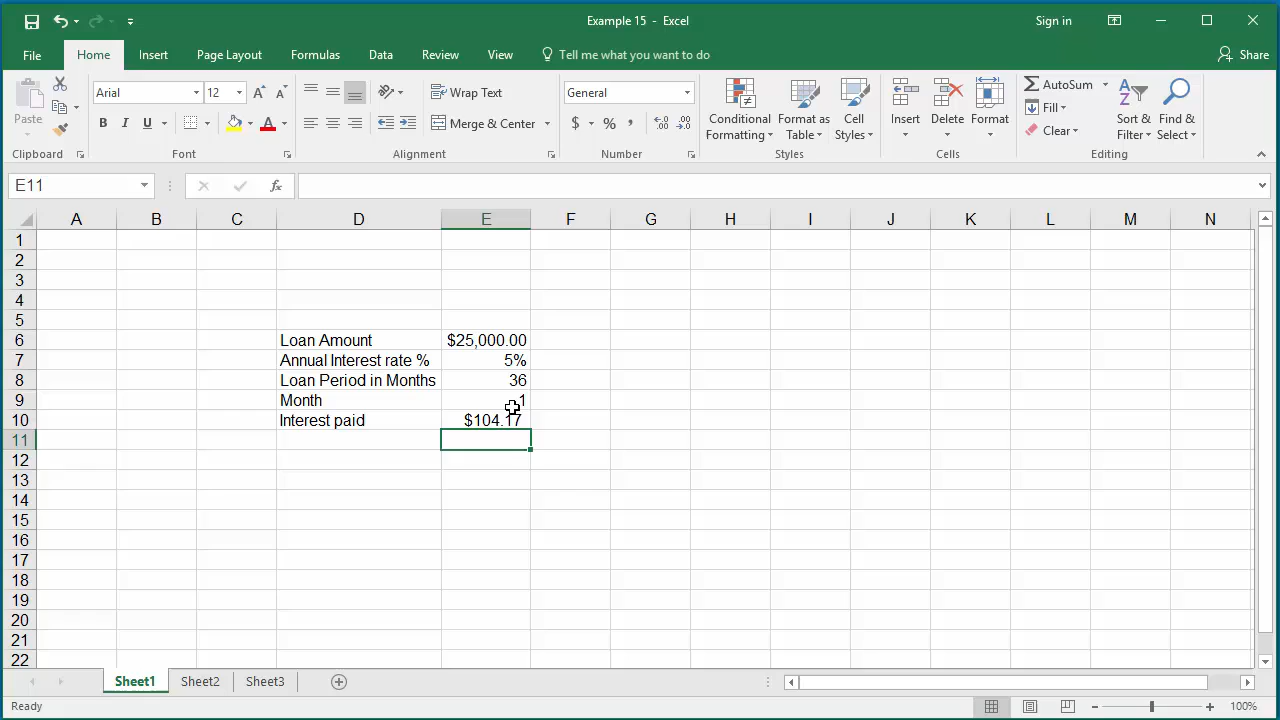 Example 15 - Excel
Sign in
File Home Insert Page Layout Formulas Data Review View Tell me what you want to do Share
Paste
Arial 12
B I U
Wrap Text
Merge & Center
General
$ % ,
Conditional Formatting
Format as Table
Cell Styles
Insert
Delete
Format
AutoSum
Fill
Clear
Sort & Filter
Find & Select
Clipboard Font Alignment Number Styles Cells Editing
E11
fx
A B C D E F G H I J K L M N
1
2
3
4
5
6 Loan Amount $25,000.00
7 Annual Interest rate % 5%
8 Loan Period in Months 36
9 Month 1
10 Interest paid $104.17
11
12
13
14
15
16
17
18
19
20
21
22
Sheet1 Sheet2 Sheet3
Ready
100%